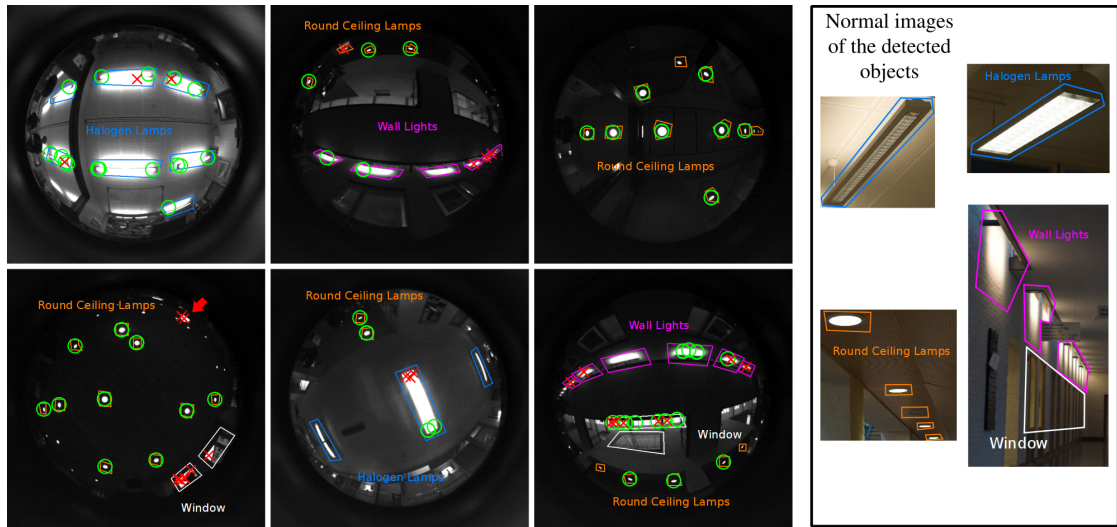 Halogen Lamps
Round Ceiling Lamps
Wall Lights
Round Ceiling Lamps
Round Ceiling Lamps
Window
Round Ceiling Lamps
Halogen Lamps
Wall Lights
Window
Round Ceiling Lamps
Normal images
of the detected
objects
Halogen Lamps
Wall Lights
Round Ceiling Lamps
Window